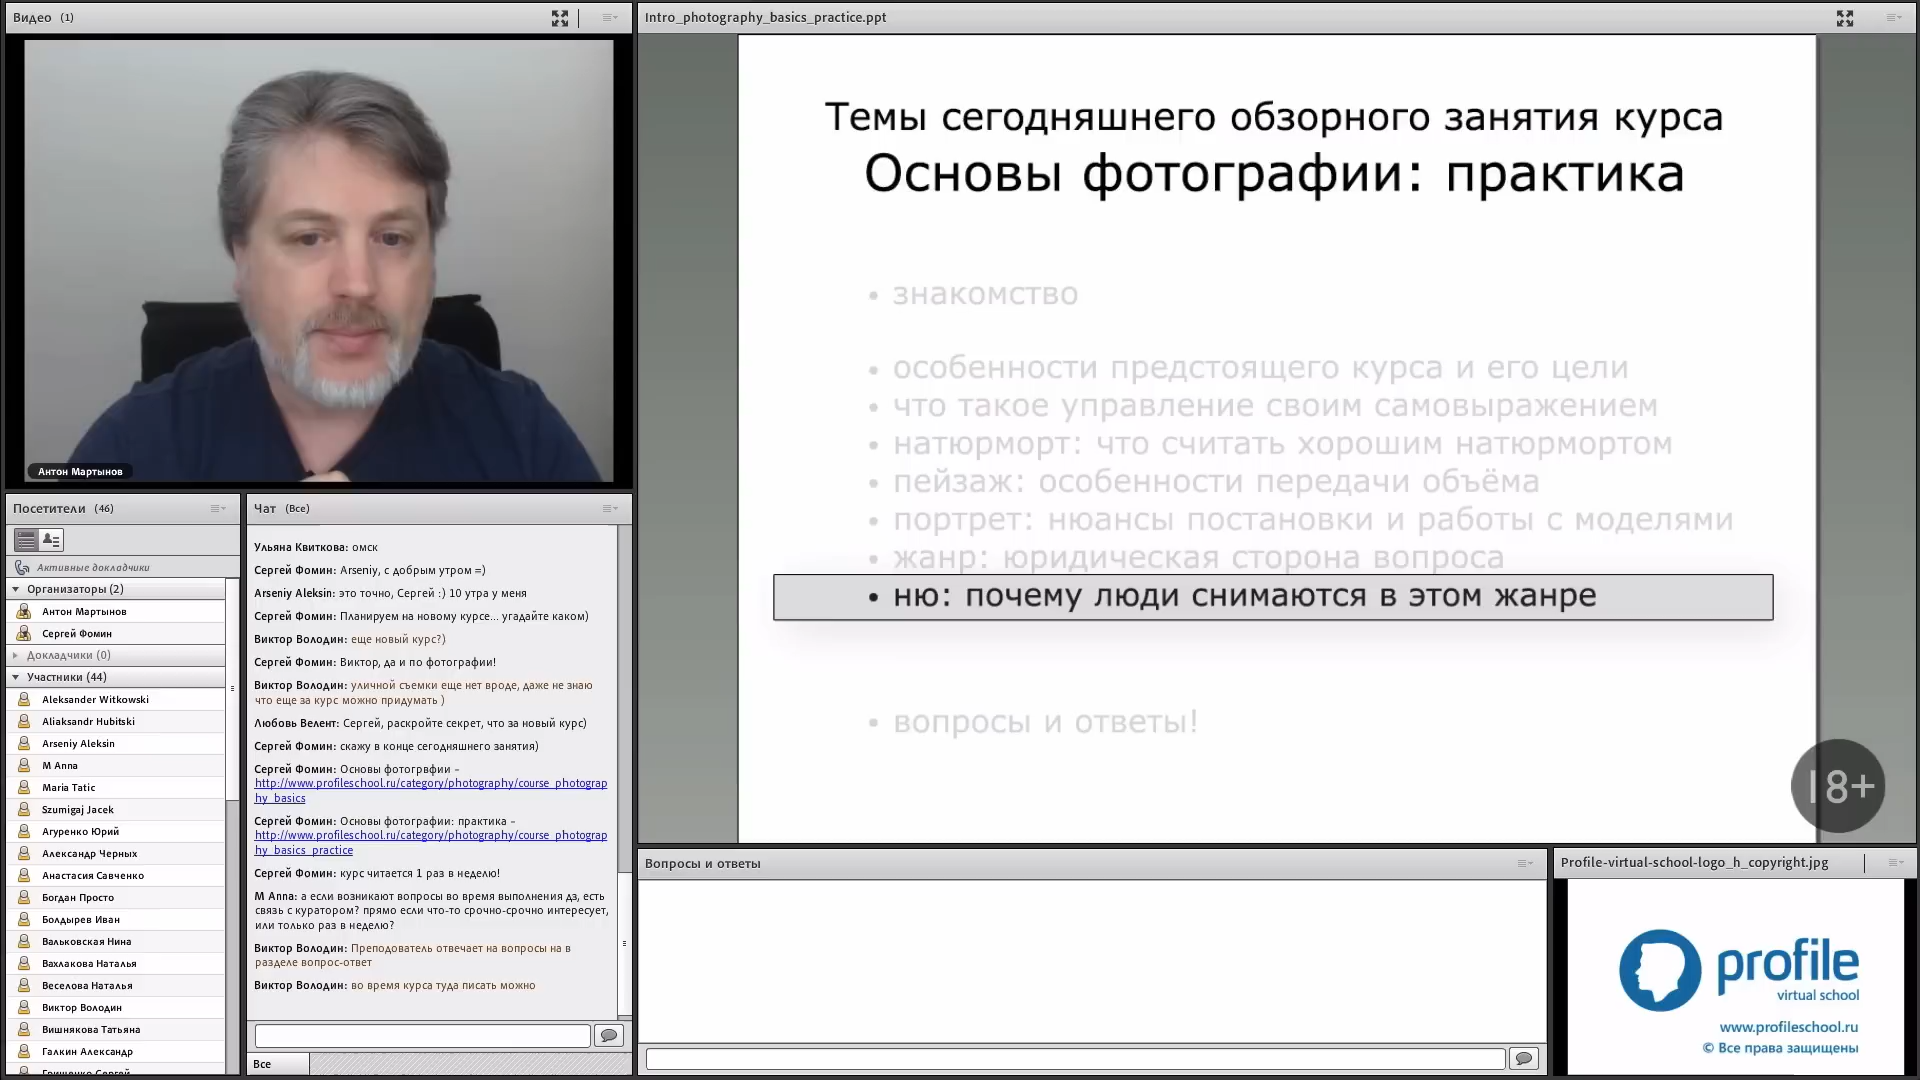 Видео (1)
Антон Мартынов
Посетители (46)
Активные докладчики
Организаторы (2)
Антон Мартынов
Сергей Фомин
Докладчики (0)
Участники (44)
Aleksander Witkowski
Aliaksandr Hubitski
Arseniy Aleksin
M Anna
Maria Tatic
Szumigaj Jacek
Агуренко Юрий
Александр Черных
Анастасия Савченко
Богдан Просто
Болдырев Иван
Вальковская Нина
Вахлакова Наталья
Веселова Наталья
Виктор Володин
Вишнякова Татьяна
Галкин Александр
Грищенко Сергей
Чат (Все)
Ульяна Квиткова: омск
Сергей Фомин: Arseniy, с добрым утром =)
Arseniy Aleksin: это точно, Сергей :) 10 утра у меня
Сергей Фомин: Планируем на новому курсе... угадайте каком)
Виктор Володин: еще новый курс?)
Сергей Фомин: Виктор, да и по фотографии!
Виктор Володин: уличной съемки еще нет вроде, даже не знаю
что еще за курс можно придумать )
Любовь Велент: Сергей, раскройте секрет, что за новый курс)
Сергей Фомин: скажу в конце сегодняшнего занятия)
Сергей Фомин: Основы фотогрвфии –
http://www.profileschool.ru/category/photography/course_photograp
hy_basics
Сергей Фомин: Основы фотографии: практика –
http://www.profileschool.ru/category/photography/course_photograp
hy_basics_practice
Сергей Фомин: курс читается 1 раз в неделю!
M Anna: а если возникают вопросы во время выполнения дз, есть
связь с куратором? прямо если что-то срочно-срочно интересует,
или только раз в неделю?
Виктор Володин: Преподователь отвечает на вопросы на в
разделе вопрос-ответ
Виктор Володин: во время курса туда писать можно
Все
Intro_photography_basics_practice.ppt
Темы сегодняшнего обзорного занятия курса
Основы фотографии: практика
• знакомство
• особенности предстоящего курса и его цели
• что такое управление своим самовыражением
• натюрморт: что считать хорошим натюрмортом
• пейзаж: особенности передачи объёма
• портрет: нюансы постановки и работы с моделями
• жанр: юридическая сторона вопроса
• ню: почему люди снимаются в этом жанре
• вопросы и ответы!
18+
Вопросы и ответы
Profile-virtual-school-logo_h_copyright.jpg
profile
virtual school
www.profileschool.ru
© Все права защищены